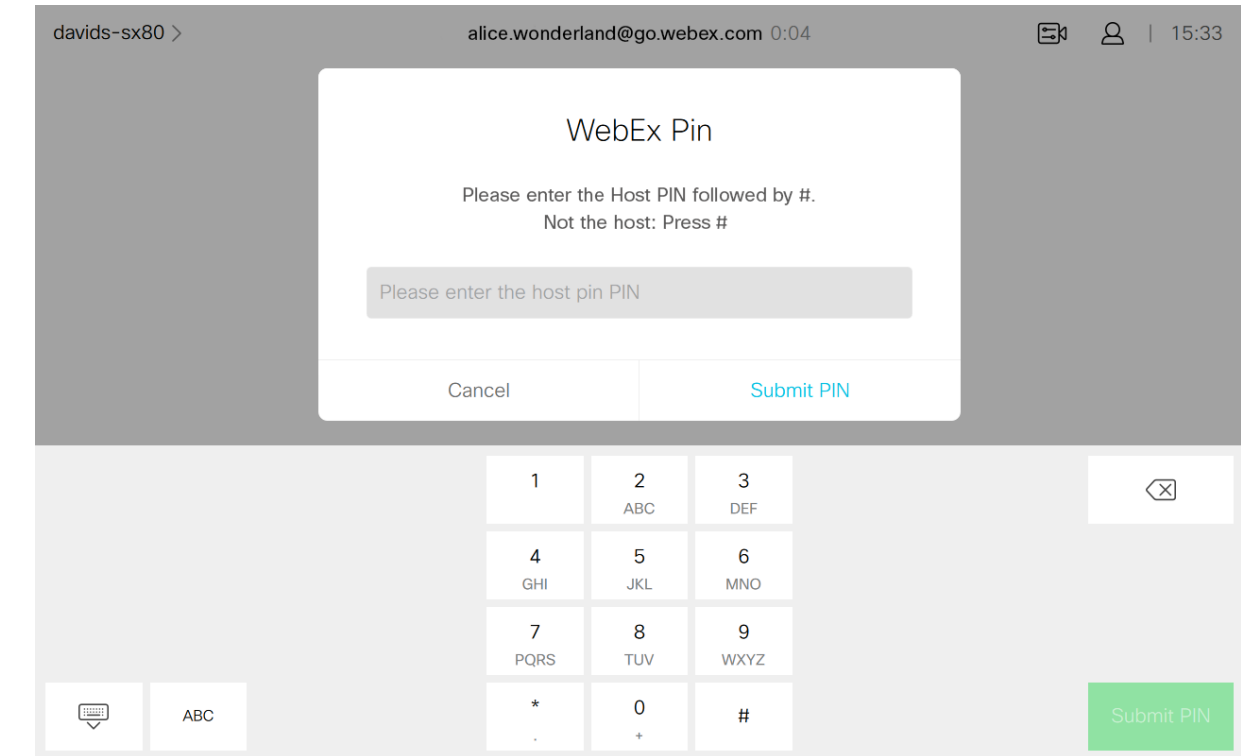 davids-sx80 >
alice.wonderland@go.webex.com 0:04
| 15:33
WebEx Pin
Please enter the Host PIN followed by #.
Not the host: Press #
Please enter the host pin PIN
Cancel
Submit PIN
1
2
3
ABC
DEF
4
5
6
GHI
JKL
MNO
7
8
9
PQRS
TUV
WXYZ
ABC
*
0
#
.
+
Submit PIN